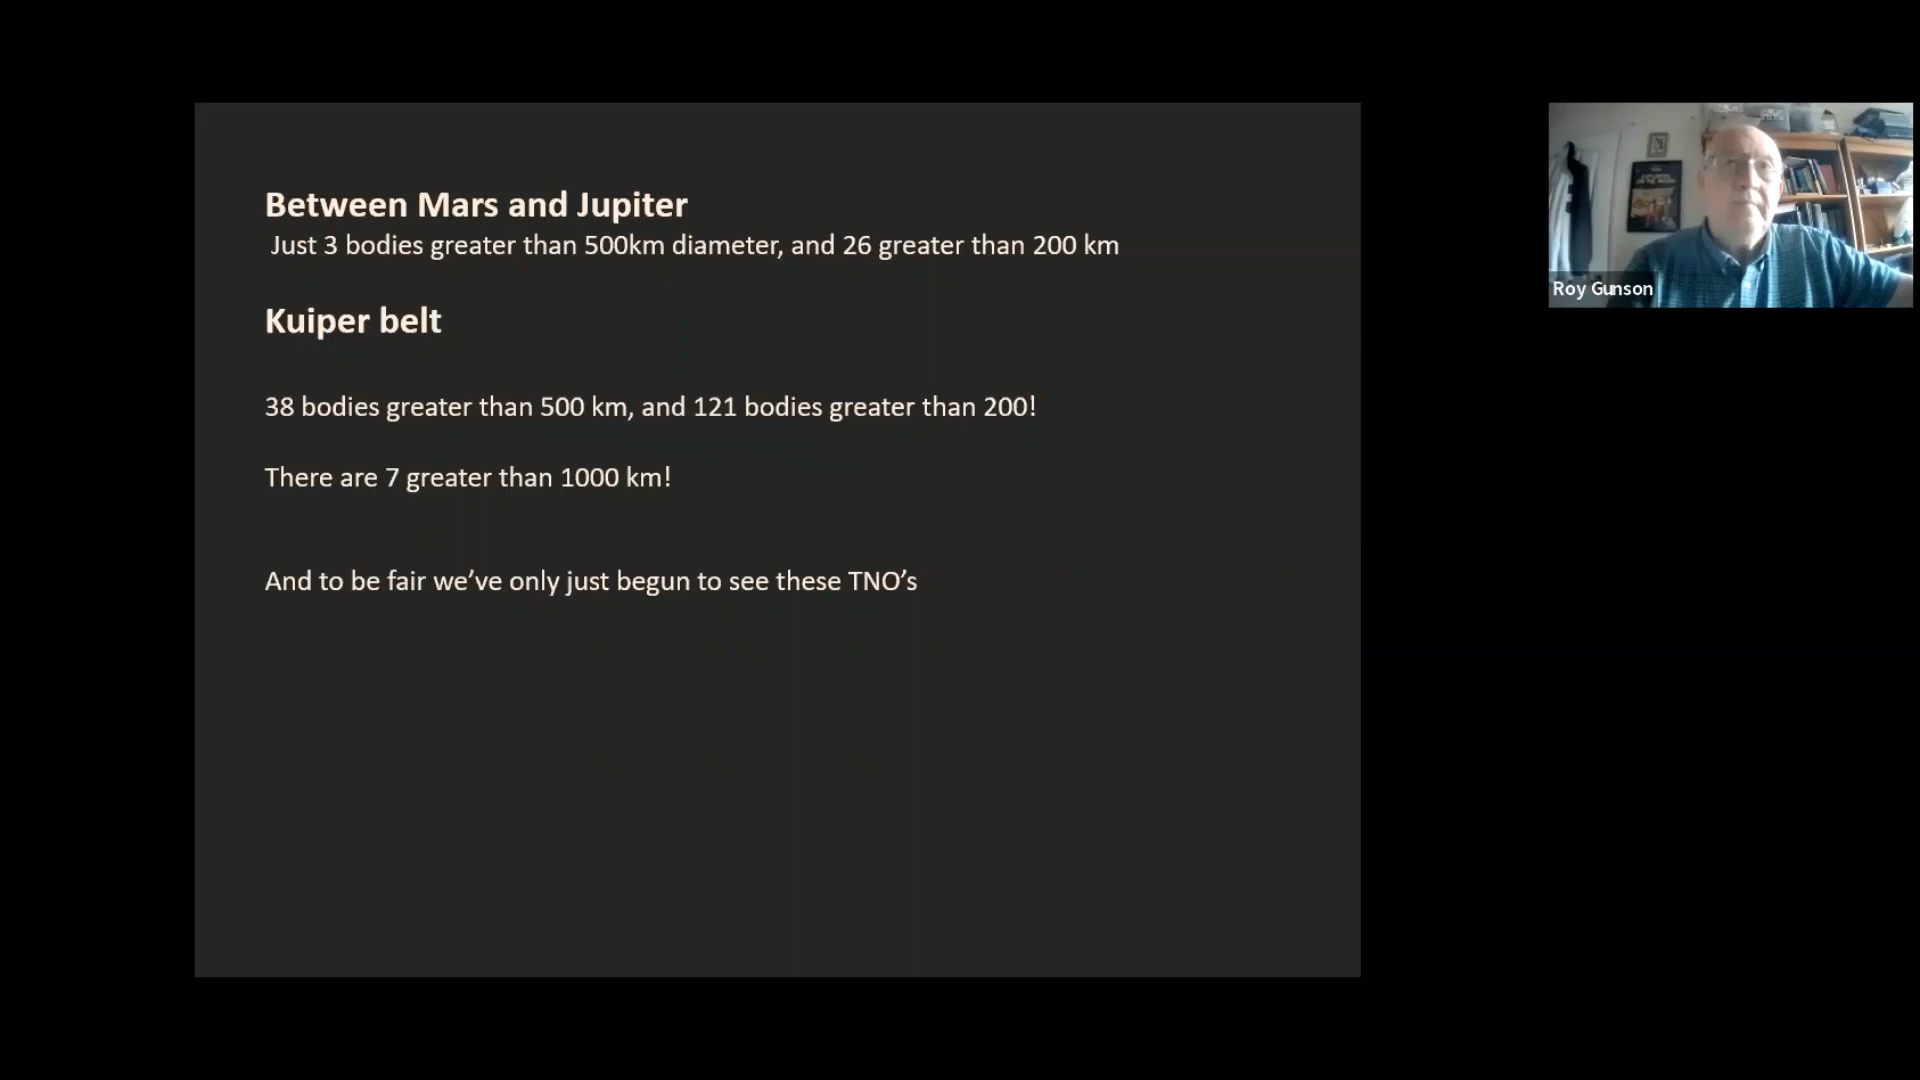 Between Mars and Jupiter
Just 3 bodies greater than 500km diameter, and 26 greater than 200 km
Kuiper belt
38 bodies greater than 500 km, and 121 bodies greater than 200!
There are 7 greater than 1000 km!
And to be fair we’ve only just begun to see these TNO’s
Roy Gunson